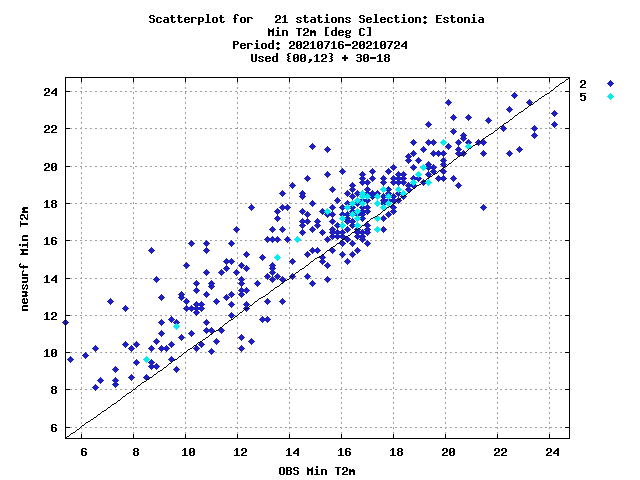 Scatterplot for   21 stations Selection: Estonia
Min T2m [deg C]
Period: 20210716-20210724
Used {00,12} + 30-18
2
5
24
22
20
18
16
14
12
10
8
6
newsurf Min T2m
6 8 10 12 14 16 18 20 22 24
OBS Min T2m